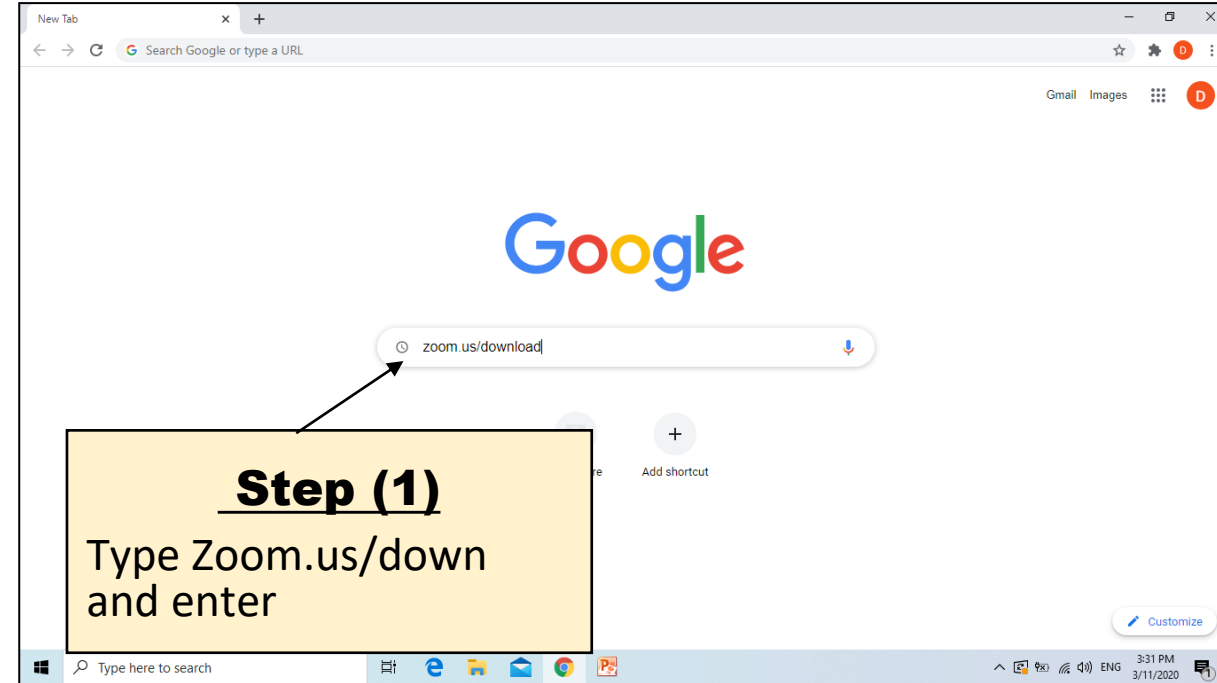 New Tab
Search Google or type a URL
D
Gmail Images
D
Google
zoom.us/download
re
Add shortcut
Step (1)
Type Zoom.us/down
and enter
Customize
Type here to search
ENG
3:31 PM
3/11/2020
1